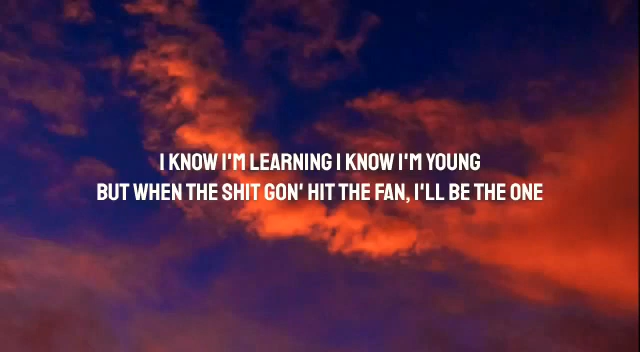 I KNOW I'M LEARNING I KNOW I'M YOUNG
BUT WHEN THE SHIT GON' HIT THE FAN, I'LL BE THE ONE